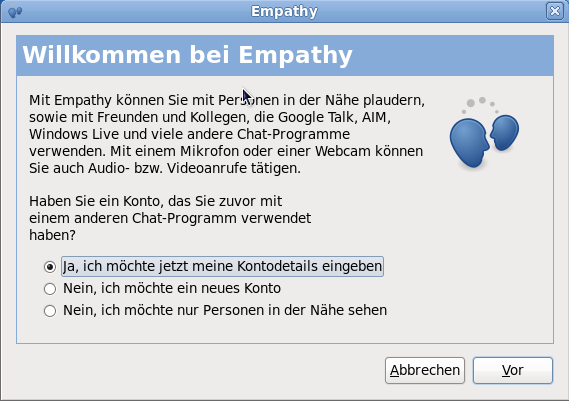 Empathy
Willkommen bei Empathy
Mit Empathy können Sie mit Personen in der Nähe plaudern,
sowie mit Freunden und Kollegen, die Google Talk, AIM,
Windows Live und viele andere Chat-Programme
verwenden. Mit einem Mikrofon oder einer Webcam können
Sie auch Audio- bzw. Videoanrufe tätigen.
Haben Sie ein Konto, das Sie zuvor mit
einem anderen Chat-Programm verwendet
haben?
Ja, ich möchte jetzt meine Kontodetails eingeben
Nein, ich möchte ein neues Konto
Nein, ich möchte nur Personen in der Nähe sehen
Abbrechen
Vor